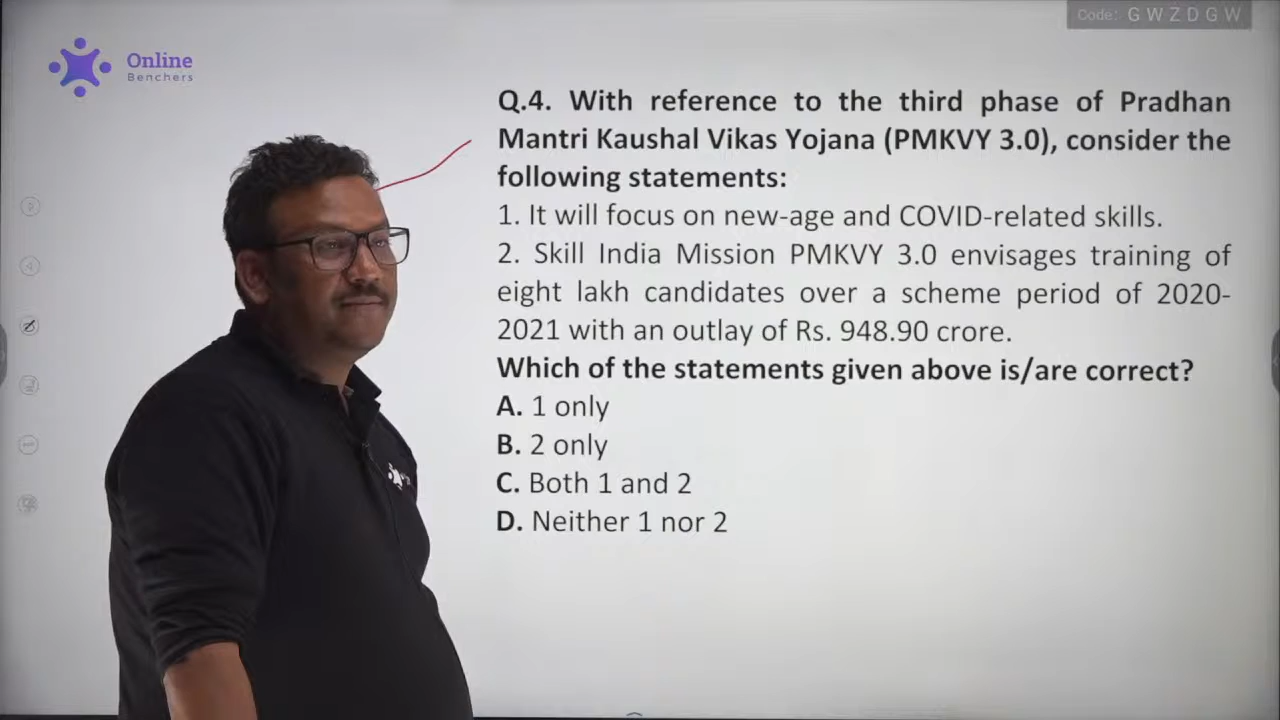 Code: G W Z D G W
Online
Benchers
Q.4. With reference to the third phase of Pradhan
Mantri Kaushal Vikas Yojana (PMKVY 3.0), consider the
following statements:
1. It will focus on new-age and COVID-related skills.
2. Skill India Mission PMKVY 3.0 envisages training of
eight lakh candidates over a scheme period of 2020-
2021 with an outlay of Rs. 948.90 crore.
Which of the statements given above is/are correct?
A. 1 only
B. 2 only
C. Both 1 and 2
D. Neither 1 nor 2